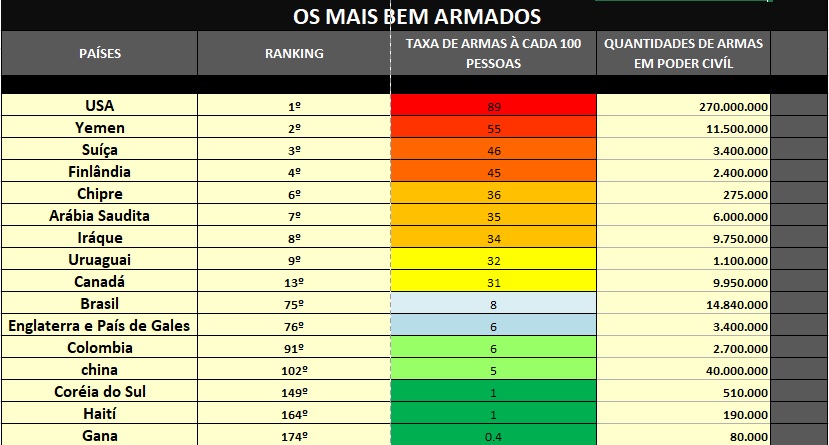 OS MAIS BEM ARMADOS
PAÍSES RANKING TAXA DE ARMAS À CADA 100 PESSOAS QUANTIDADES DE ARMAS EM PODER CIVÍL
USA 1º 89 270.000.000
Yemen 2º 55 11.500.000
Suíça 3º 46 3.400.000
Finlândia 4º 45 2.400.000
Chipre 6º 36 275.000
Arábia Saudita 7º 35 6.000.000
Iráque 8º 34 9.750.000
Uruaguai 9º 32 1.100.000
Canadá 13º 31 9.950.000
Brasil 75º 8 14.840.000
Englaterra e País de Gales 76º 6 3.400.000
Colombia 91º 6 2.700.000
china 102º 5 40.000.000
Coréia do Sul 149º 1 510.000
Haití 164º 1 190.000
Gana 174º 0.4 80.000